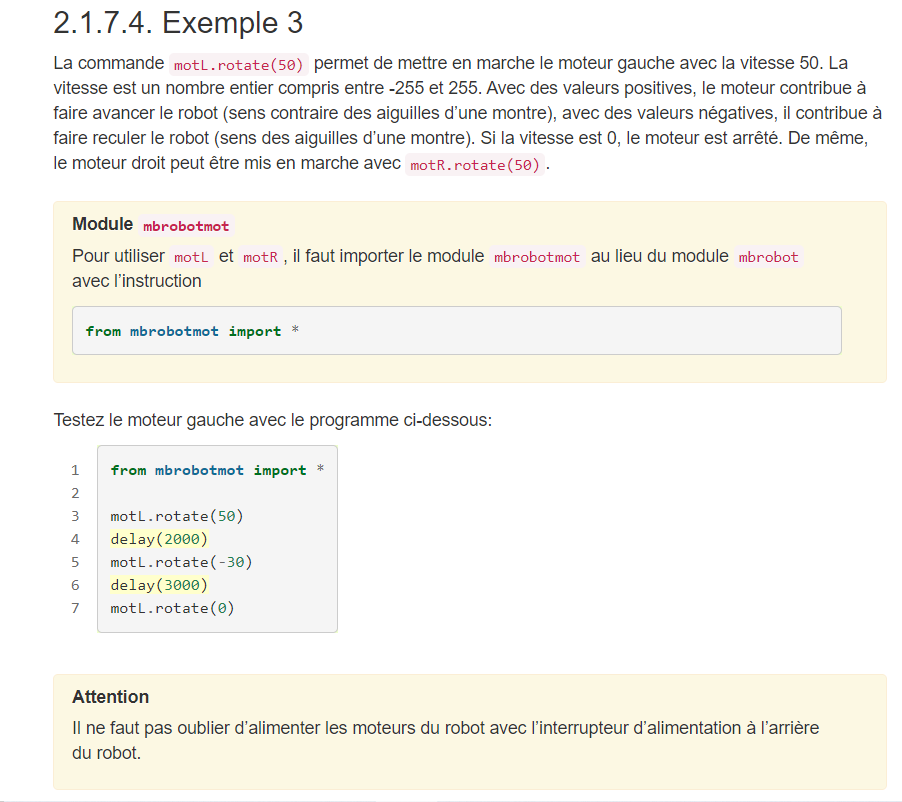 2.1.7.4. Exemple 3
La commande motL.rotate(50) permet de mettre en marche le moteur gauche avec la vitesse 50. La
vitesse est un nombre entier compris entre -255 et 255. Avec des valeurs positives, le moteur contribue à
faire avancer le robot (sens contraire des aiguilles d’une montre), avec des valeurs négatives, il contribue à
faire reculer le robot (sens des aiguilles d’une montre). Si la vitesse est 0, le moteur est arrêté. De même,
le moteur droit peut être mis en marche avec motR.rotate(50) .
Module mbrobotmot
Pour utiliser motL et motR , il faut importer le module mbrobotmot au lieu du module mbrobot
avec l’instruction
from mbrobotmot import *
Testez le moteur gauche avec le programme ci-dessous:
1 from mbrobotmot import *
2
3 motL.rotate(50)
4 delay(2000)
5 motL.rotate(-30)
6 delay(3000)
7 motL.rotate(0)
Attention
Il ne faut pas oublier d’alimenter les moteurs du robot avec l’interrupteur d’alimentation à l’arrière
du robot.